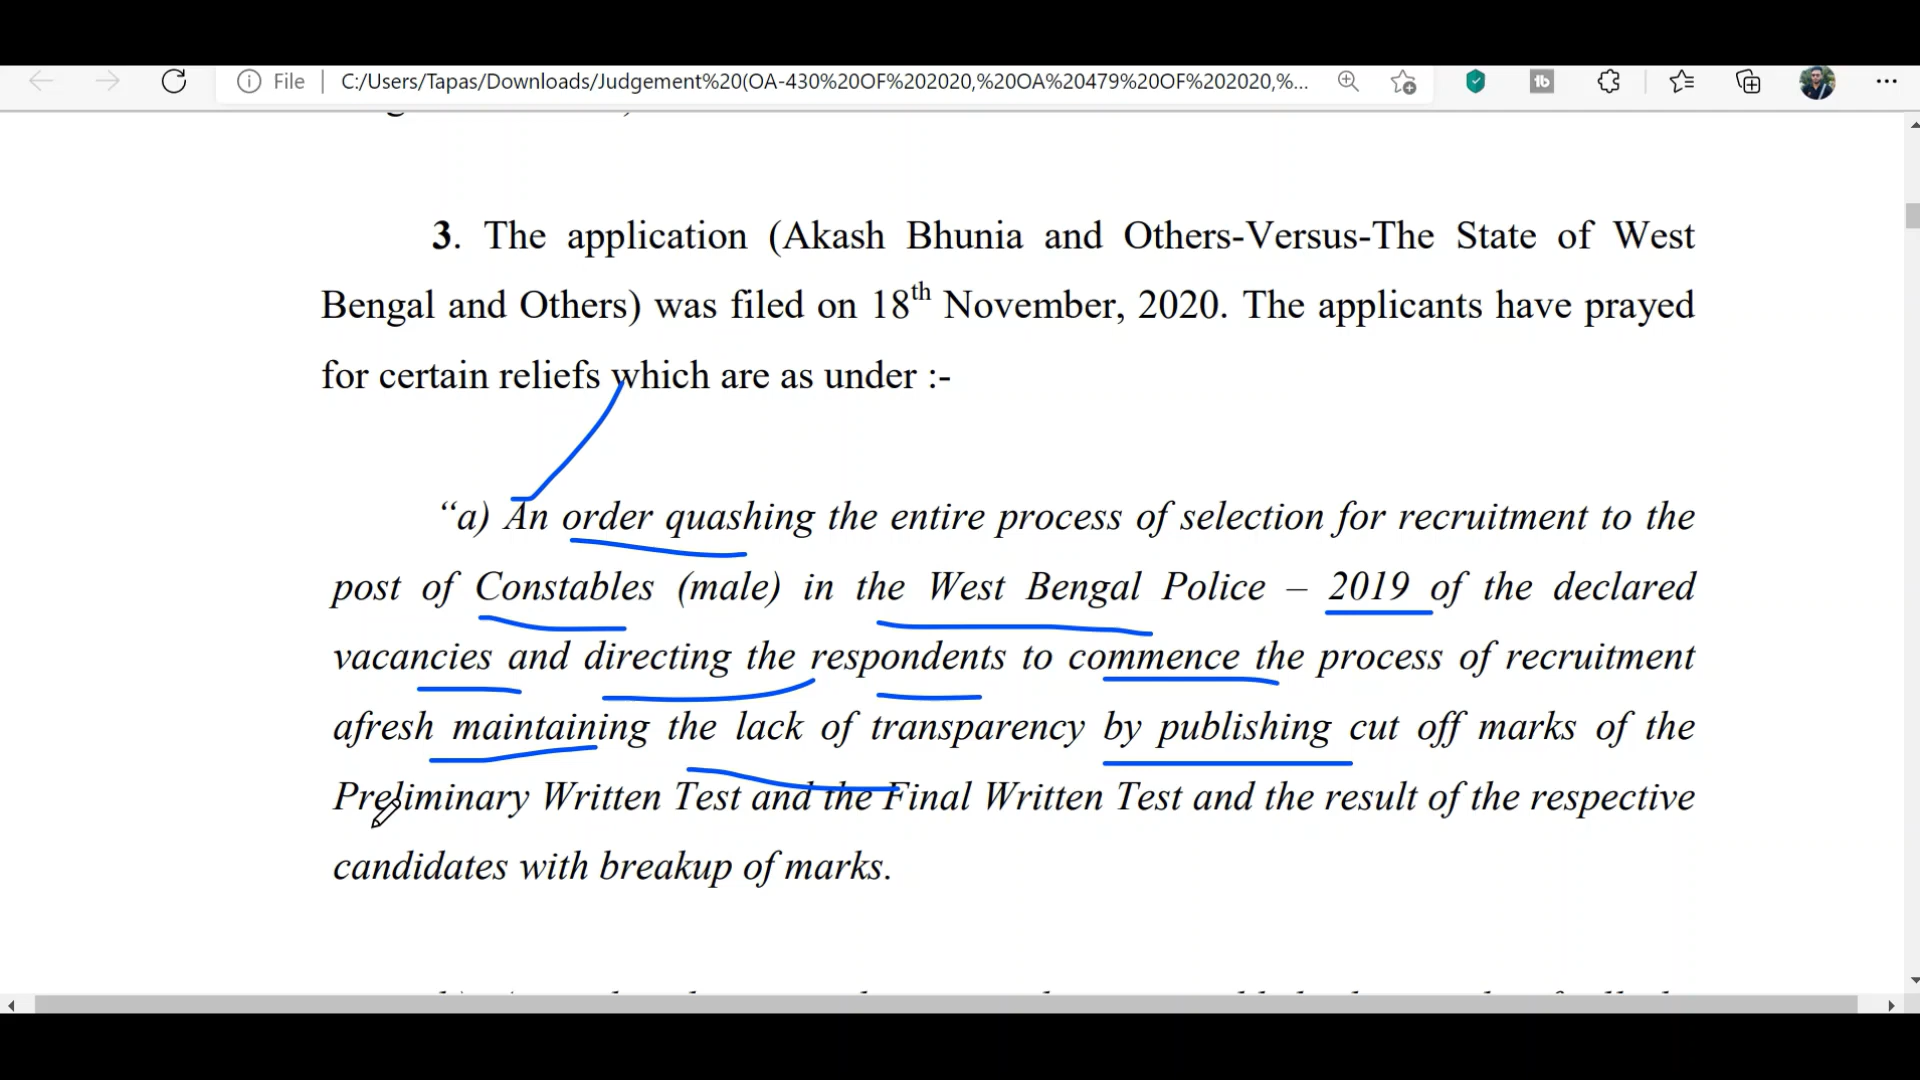 File | C:/Users/Tapas/Downloads/Judgement%20(OA-430%20OF%202020,%20OA%20479%20OF%202020,%...
3. The application (Akash Bhunia and Others-Versus-The State of West
Bengal and Others) was filed on 18th November, 2020. The applicants have prayed
for certain reliefs which are as under :-
“a) An order quashing the entire process of selection for recruitment to the
post of Constables (male) in the West Bengal Police – 2019 of the declared
vacancies and directing the respondents to commence the process of recruitment
afresh maintaining the lack of transparency by publishing cut off marks of the
Preliminary Written Test and the Final Written Test and the result of the respective
candidates with breakup of marks.